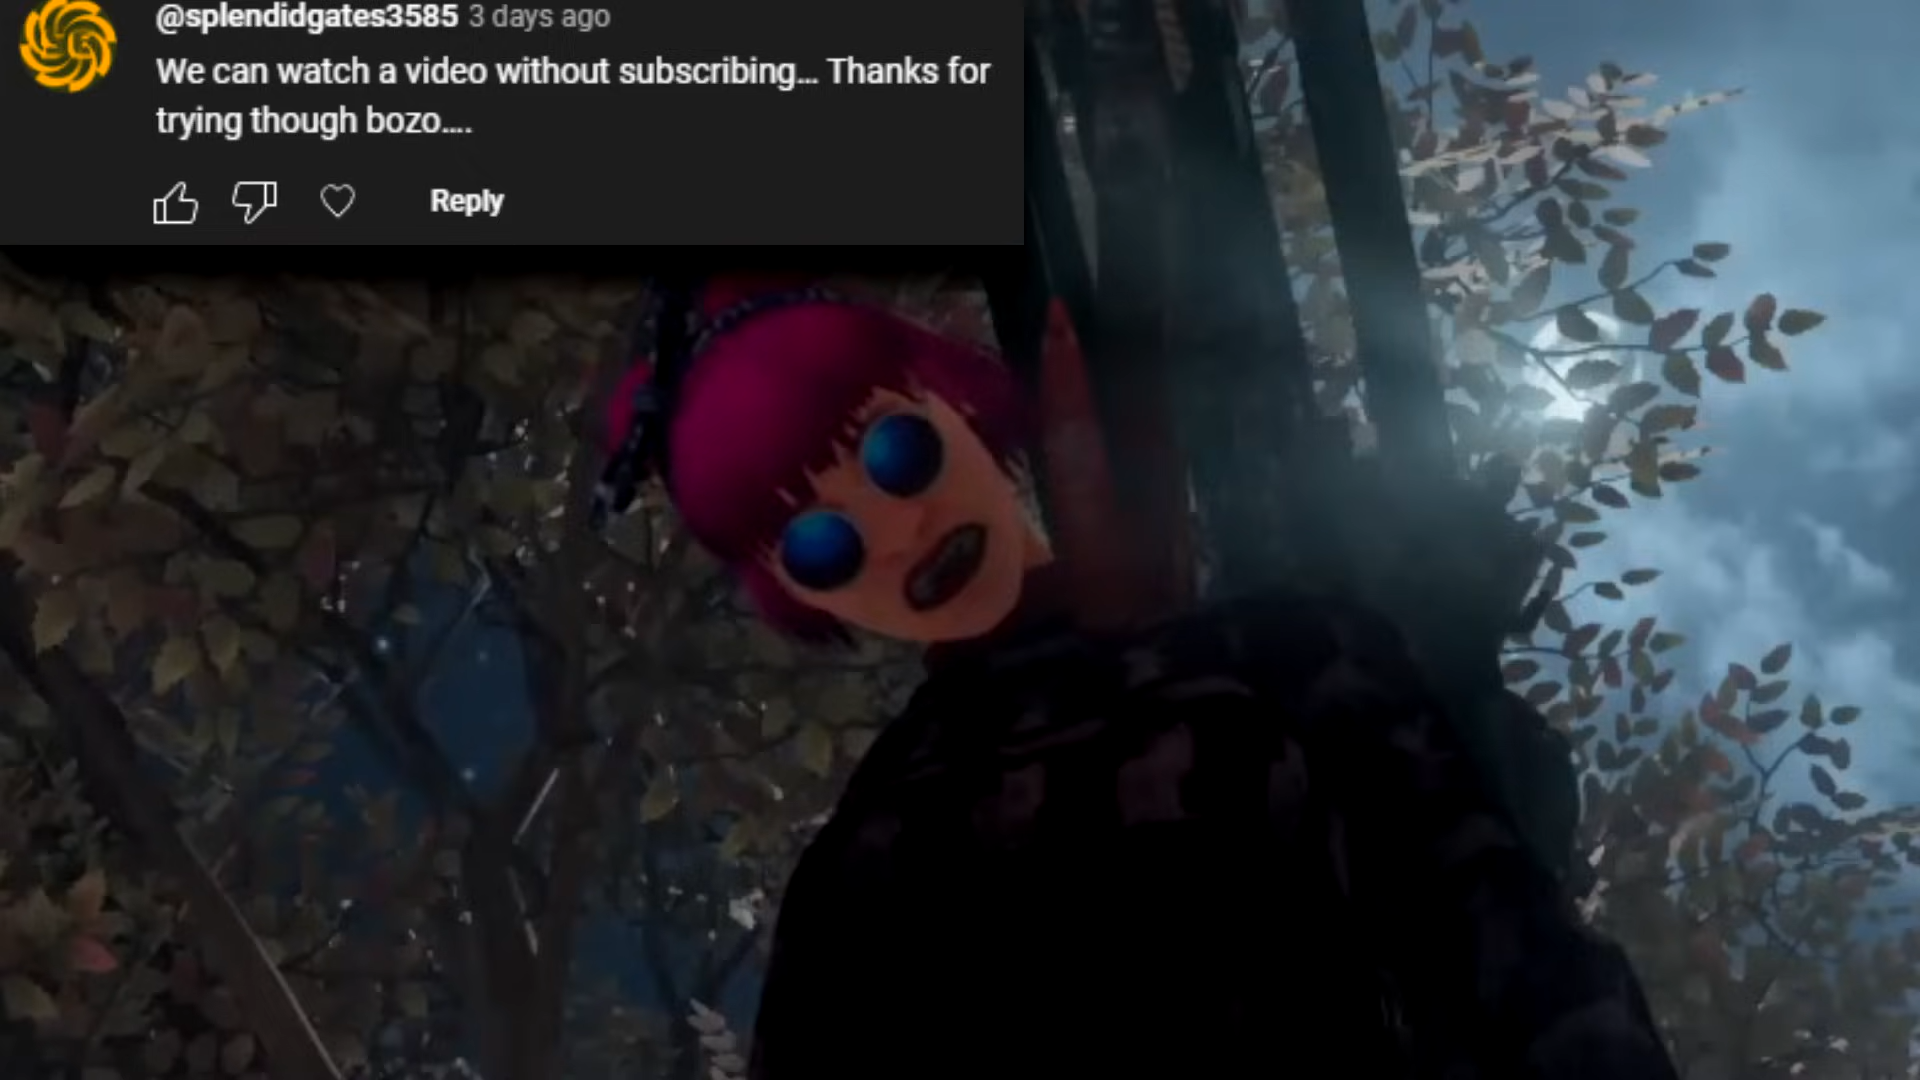 @splendidgates3585 3 days ago
We can watch a video without subscribing... Thanks for
trying though bozo....
Reply